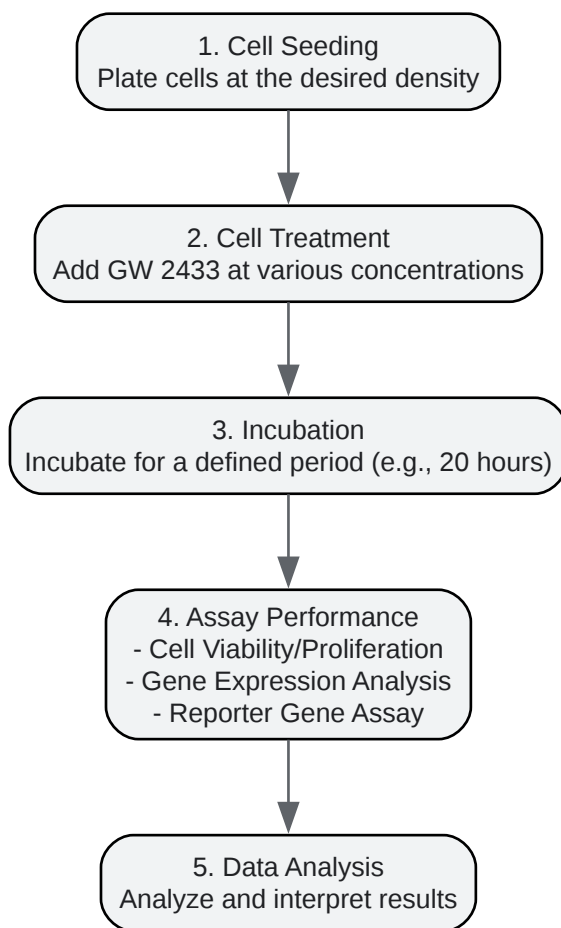 1. Cell Seeding
Plate cells at the desired density
2. Cell Treatment
Add GW 2433 at various concentrations
3. Incubation
Incubate for a defined period (e.g., 20 hours)
4. Assay Performance
- Cell Viability/Proliferation
- Gene Expression Analysis
- Reporter Gene Assay
5. Data Analysis
Analyze and interpret results